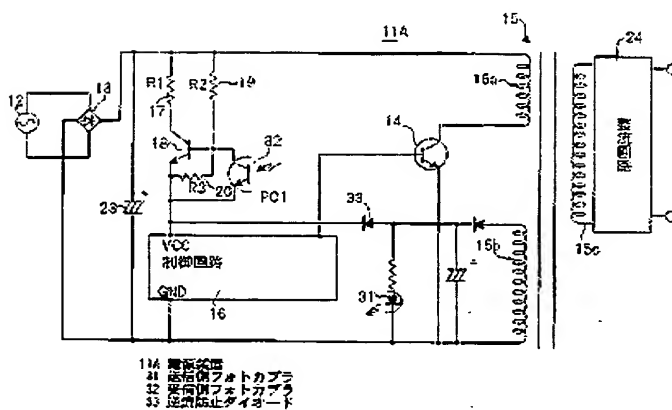 11A
15
24
R1
R2
19
15a
12
13
17
14
18
32
R3
20
PC1
33
23
15b
VCC
制御回路
15c
GND
16
31
11A 電源装置
31 送信側フォトカプラ
32 受信側フォトカプラ
33 逆流防止ダイオード